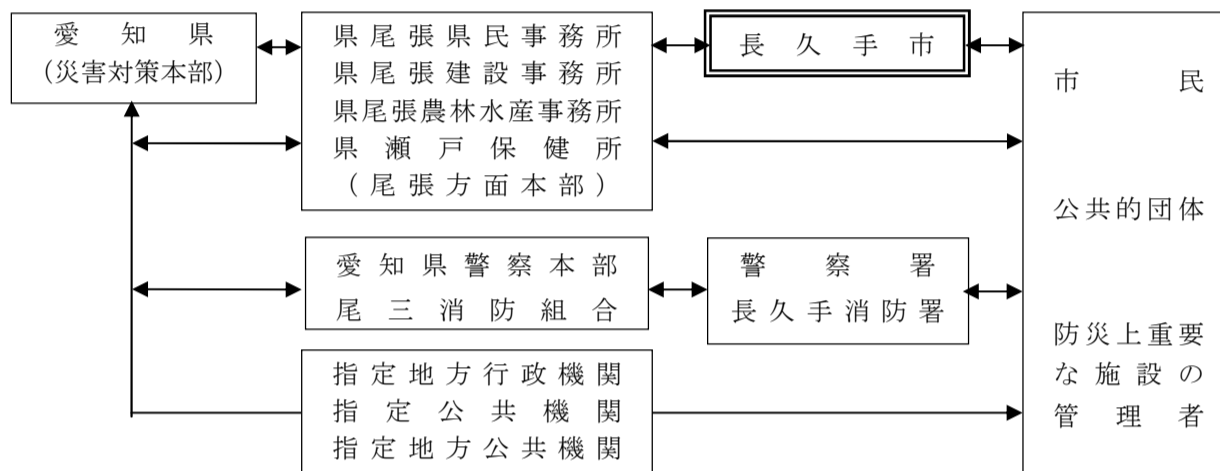 愛知県
(災害対策本部)
県尾張県民事務所
県尾張建設事務所
県尾張農林水産事務所
県瀬戸保健所
(尾張方面本部)
長久手市
愛知県警察本部
尾三消防組合
警察署
長久手消防署
指定地方行政機関
指定公共機関
指定地方公共機関
市民
公共的団体
防災上重要
な施設の
管理者